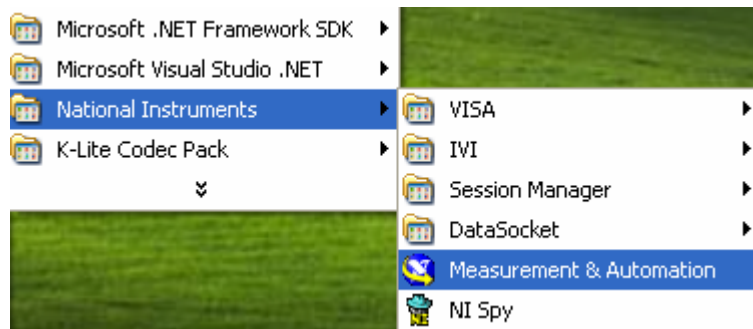 Microsoft .NET Framework SDK
Microsoft Visual Studio .NET
National Instruments
K-Lite Codec Pack
VISA
IVI
Session Manager
DataSocket
Measurement & Automation
NI Spy